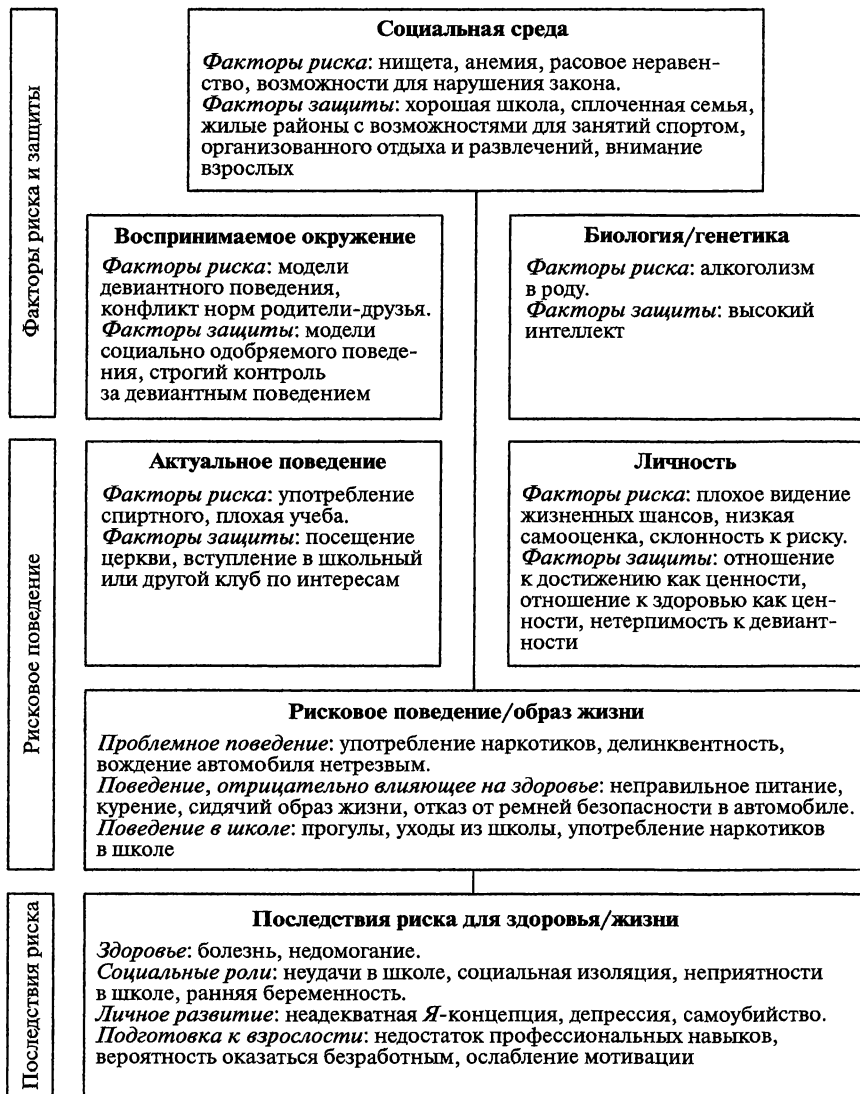 Факторы риска и защиты
Социальная среда
Факторы риска: нищета, анемия, расовое неравен-
ство, возможности для нарушения закона.
Факторы защиты: хорошая школа, сплоченная семья,
жилые районы с возможностями для занятий спортом,
организованного отдыха и развлечений, внимание
взрослых
Воспринимаемое окружение
Факторы риска: модели
девиантного поведения,
конфликт норм родители-друзья.
Факторы защиты: модели
социально одобряемого поведе-
ния, строгий контроль
за девиантным поведением
Биология/генетика
Факторы риска: алкоголизм
в роду.
Факторы защиты: высокий
интеллект
Рисковое поведение
Актуальное поведение
Факторы риска: употребление
спиртного, плохая учеба.
Факторы защиты: посещение
церкви, вступление в школьный
или другой клуб по интересам
Личность
Факторы риска: плохое видение
жизненных шансов, низкая
самооценка, склонность к риску.
Факторы защиты: отношение
к достижению как ценности,
отношение к здоровью как цен-
ности, нетерпимость к девиант-
ности
Рисковое поведение/образ жизни
Проблемное поведение: употребление наркотиков, делинквентность,
вождение автомобиля нетрезвым.
Поведение, отрицательно влияющее на здоровье: неправильное питание,
курение, сидячий образ жизни, отказ от ремней безопасности в автомобиле.
Поведение в школе: прогулы, уходы из школы, употребление наркотиков
в школе
Последствия риска
Последствия риска для здоровья/жизни
Здоровье: болезнь, недомогание.
Социальные роли: неудачи в школе, социальная изоляция, неприятности
в школе, ранняя беременность.
Личное развитие: неадекватная Я-концепция, депрессия, самоубийство.
Подготовка к взрослости: недостаток профессиональных навыков,
вероятность оказаться безработным, ослабление мотивации